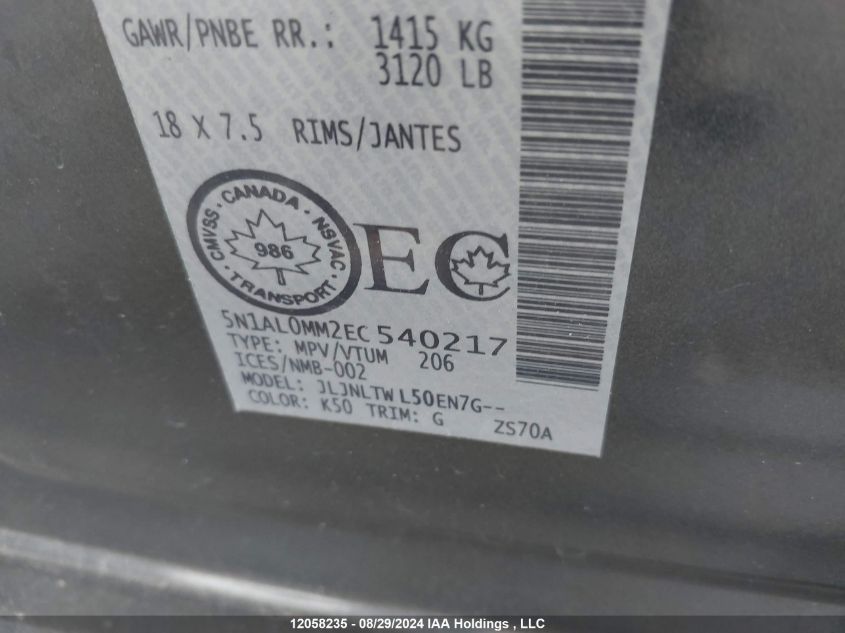 GAWR/PNBE RR.: 1415 KG
3120 LB
18 X 7.5 RIMS/JANTES
CMVSS · CANADA · NSVAC · TRANSPORT ·
986
EC
5N1AL0MM2EC540217
TYPE: MPV/VTUM 206
ICES/NMB-002
MODEL: JLJNLTW L50EN7G--
COLOR: K50 TRIM: G ZS70A
12058235 - 08/29/2024 IAA Holdings , LLC